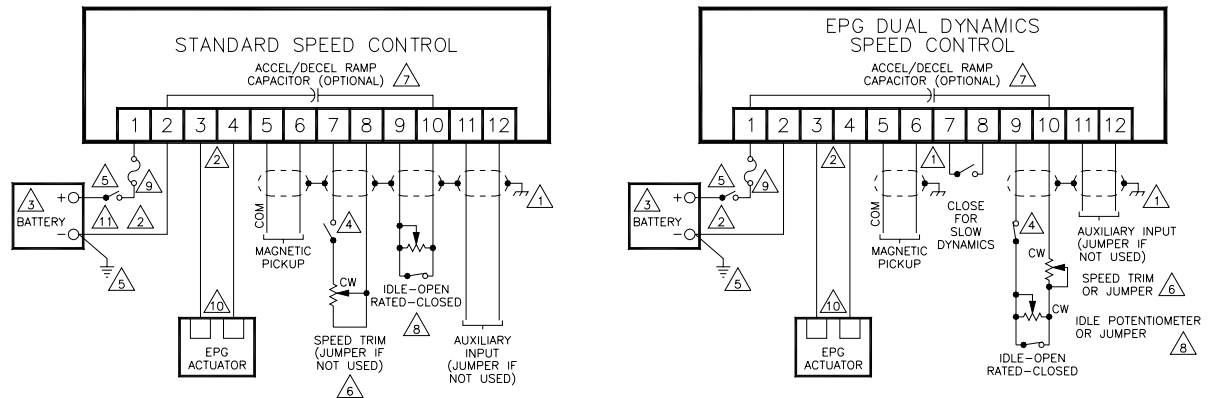 STANDARD SPEED CONTROL
ACCEL/DECEL RAMP
CAPACITOR (OPTIONAL) 7
1 2 3 4 5 6 7 8 9 10 11 12
2
5
9
3
BATTERY
+
-
11 2
5
COM
MAGNETIC
PICKUP
4
CW
1
IDLE-OPEN
RATED-CLOSED
8
10
EPG
ACTUATOR
SPEED TRIM
(JUMPER IF
NOT USED)
6
AUXILIARY
INPUT
(JUMPER IF
NOT USED)
EPG DUAL DYNAMICS
SPEED CONTROL
ACCEL/DECEL RAMP
CAPACITOR (OPTIONAL) 7
1 2 3 4 5 6 7 8 9 10 11 12
2
1
5
9
3
BATTERY
+
-
2
5
COM
MAGNETIC
PICKUP
CLOSE
FOR
SLOW
DYNAMICS
4
1
AUXILIARY INPUT
(JUMPER IF
NOT USED)
CW
SPEED TRIM
OR JUMPER 6
CW
IDLE POTENTIOMETER
OR JUMPER
8
IDLE-OPEN
RATED-CLOSED
10
EPG
ACTUATOR